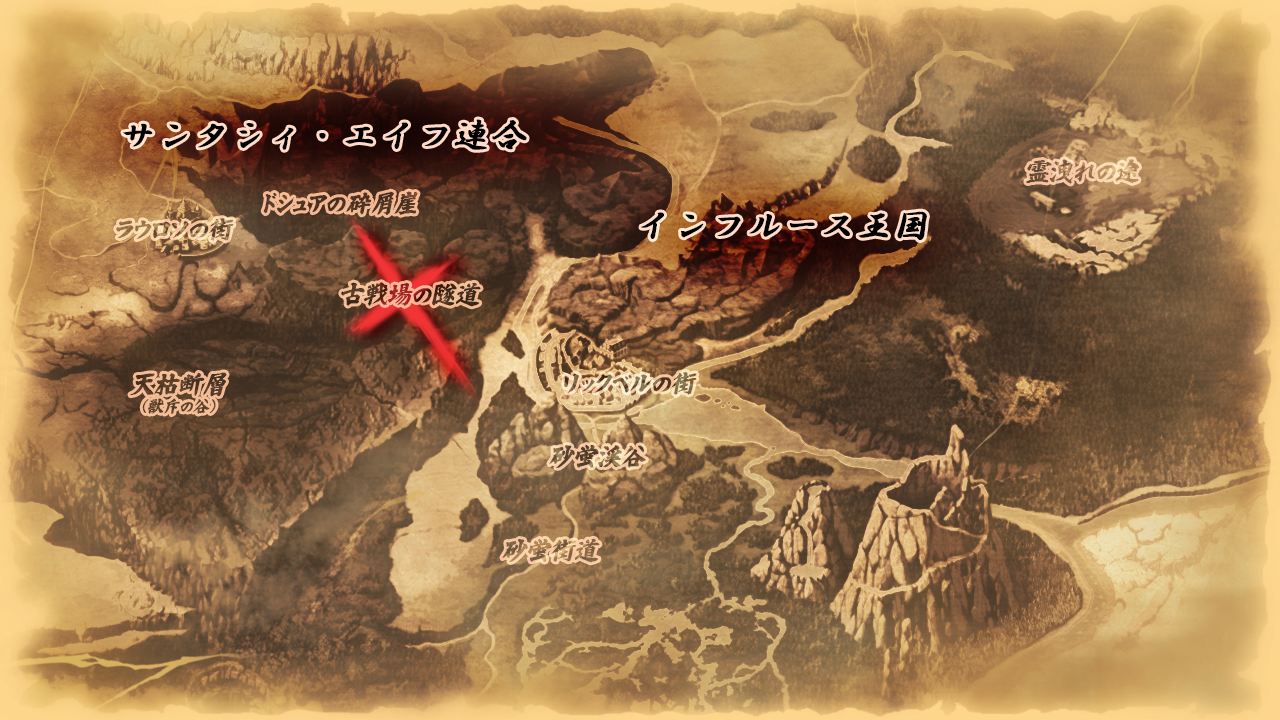 サンタシィ・エイフ連合
霊洩れの途
ドシュアの砕屑崖
ラウロンの街
インフルース王国
古戦場の隧道
天枯断層
(獣斥の谷)
リックベルの街
砂蛍渓谷
砂蛍街道